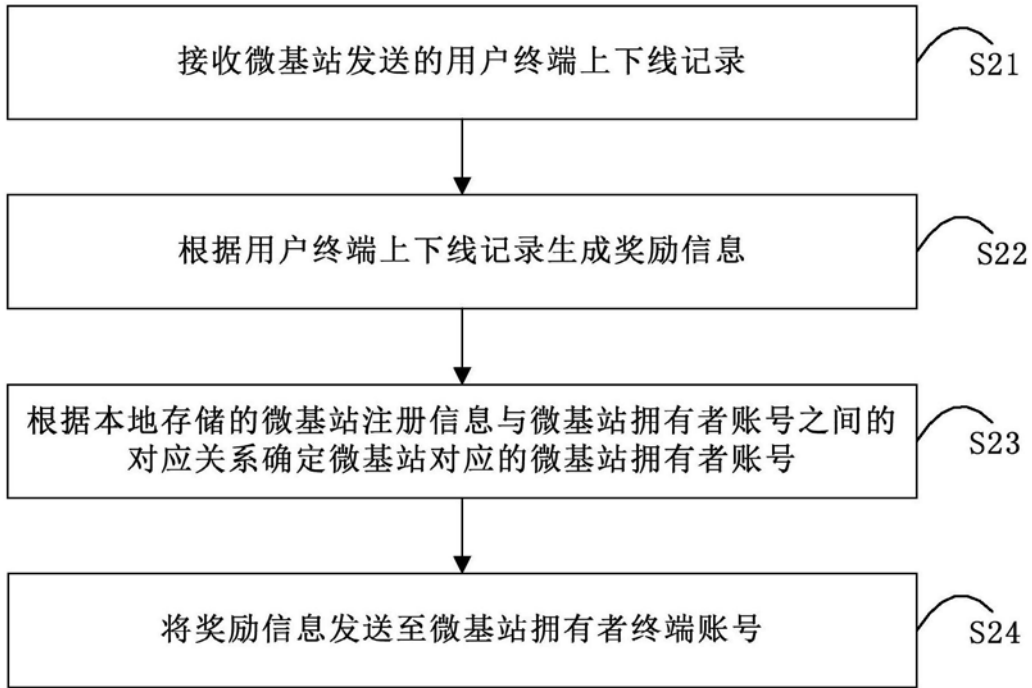 接收微基站发送的用户终端上下线记录
S21
根据用户终端上下线记录生成奖励信息
S22
根据本地存储的微基站注册信息与微基站拥有者账号之间的
对应关系确定微基站对应的微基站拥有者账号
S23
将奖励信息发送至微基站拥有者终端账号
S24